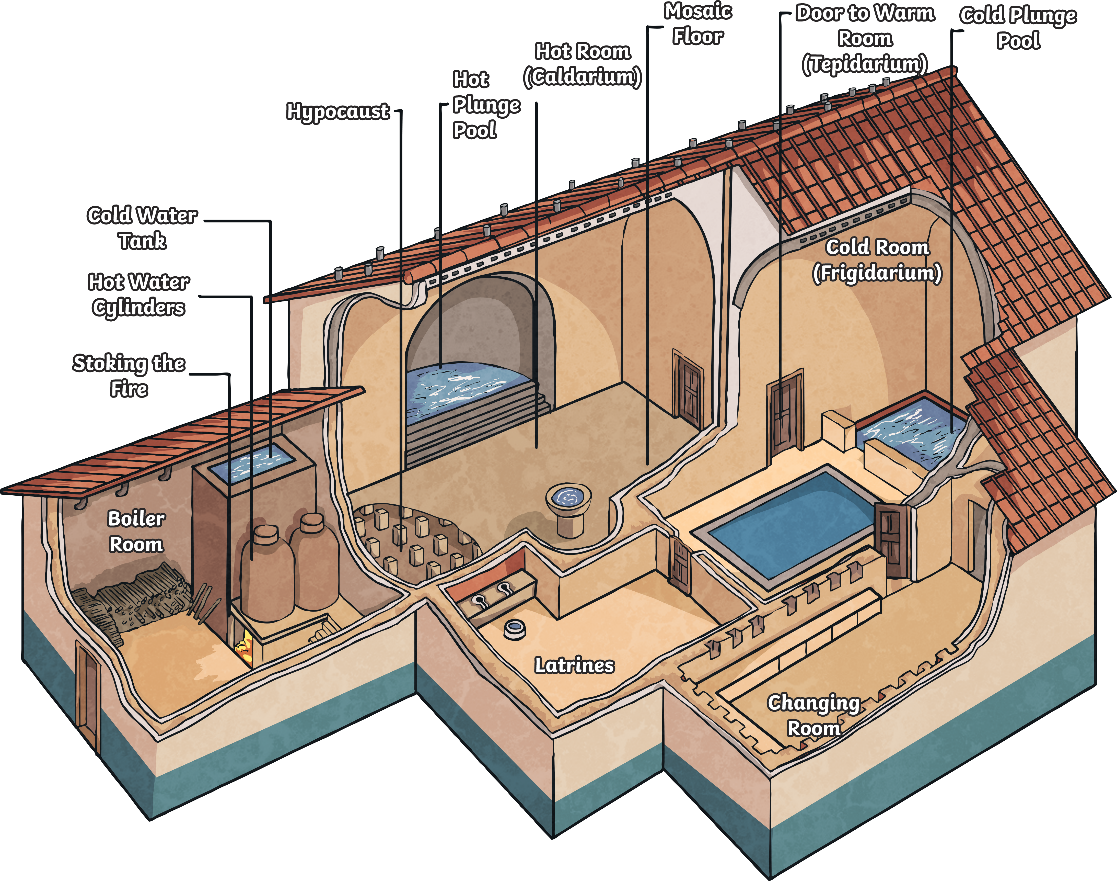 Mosaic
Floor
Door to Warm
Room
(Tepidarium)
Cold Plunge
Pool
Hot Room
(Caldarium)
Hot
Plunge
Pool
Hypocaust
Cold Water
Tank
Hot Water
Cylinders
Stoking the
Fire
Cold Room
(Frigidarium)
Boiler
Room
Latrines
Changing
Room